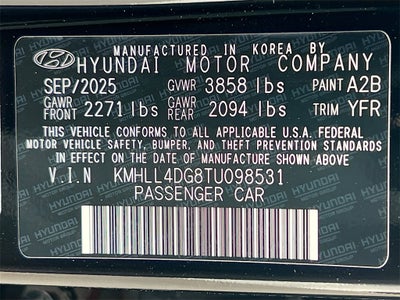 MANUFACTURED IN KOREA BY
HYUNDAI MOTOR COMPANY
SEP/2025 GVWR 3858 lbs PAINT A2B
GAWR FRONT 2271 lbs GAWR REAR 2094 lbs TRIM YFR
THIS VEHICLE CONFORMS TO ALL APPLICABLE U.S.A. FEDERAL
MOTOR VEHICLE SAFETY, BUMPER, AND THEFT PREVENTION STANDARDS
IN EFFECT ON THE DATE OF MANUFACTURE SHOWN ABOVE.
V.I.N KMHLL4DG8TU098531
PASSENGER CAR